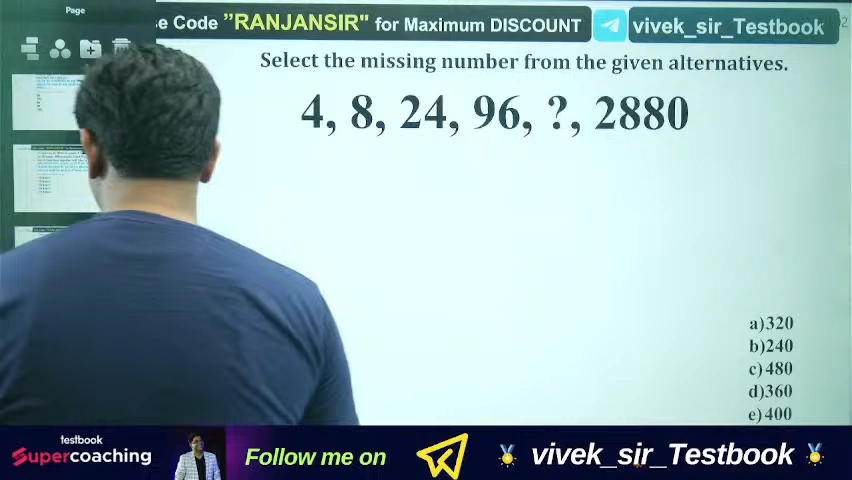 Page
se Code "RANJANSIR" for Maximum DISCOUNT
vivek_sir_Testbook
Select the missing number from the given alternatives.
4, 8, 24, 96, ?, 2880
a)320
b)240
c)480
d)360
e)400
testbook
Supercoaching
Follow me on
vivek_sir_Testbook